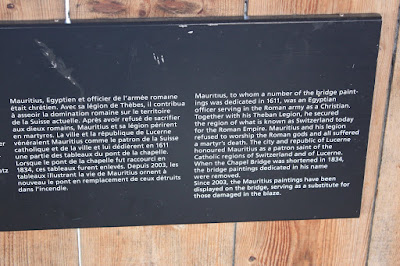 er
tz
Mauritius, Egyptien et officier de l'armée romaine
était chrétien. Avec sa légion de Thèbes, il contribua
à asseoir la domination romaine sur le territoire
de la Suisse actuelle. Après avoir refusé de sacrifier
aux dieux romains, Mauritius et sa légion périrent
en martyrs. La ville et la république de Lucerne
vénéraient Mauritius comme le patron de la Suisse
catholique et de la ville et lui dédièrent en 1611
une partie des tableaux du pont de la chapelle.
Lorsque le pont de la chapelle fut raccourci en
1834, ces tableaux furent enlevés. Depuis 2003, les
tableaux illustrant la vie de Mauritius ornent à
nouveau le pont en remplacement de ceux détruits
dans l'incendie.
Mauritius, to whom a number of the bridge paint-
ings was dedicated in 1611, was an Egyptian
officer serving in the Roman army as a Christian.
Together with the Theban Legion, he secured
the region of what is known as Switzerland today
for the Roman Empire. Mauritius and his legion
refused to worship the Roman gods and all suffered
a martyr's death. The city and republic of Lucerne
honoured Mauritius as a patron saint of the
Catholic regions of Switzerland and of Lucerne.
When the Chapel Bridge was shortened in 1834,
the bridge paintings dedicated in his name
were removed.
Since 2003, the Mauritius paintings have been
displayed on the bridge, serving as a substitute for
those damaged in the blaze.